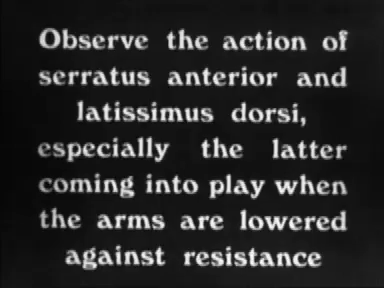 Observe the action of
serratus anterior and
latissimus dorsi,
especially the latter
coming into play when
the arms are lowered
against resistance